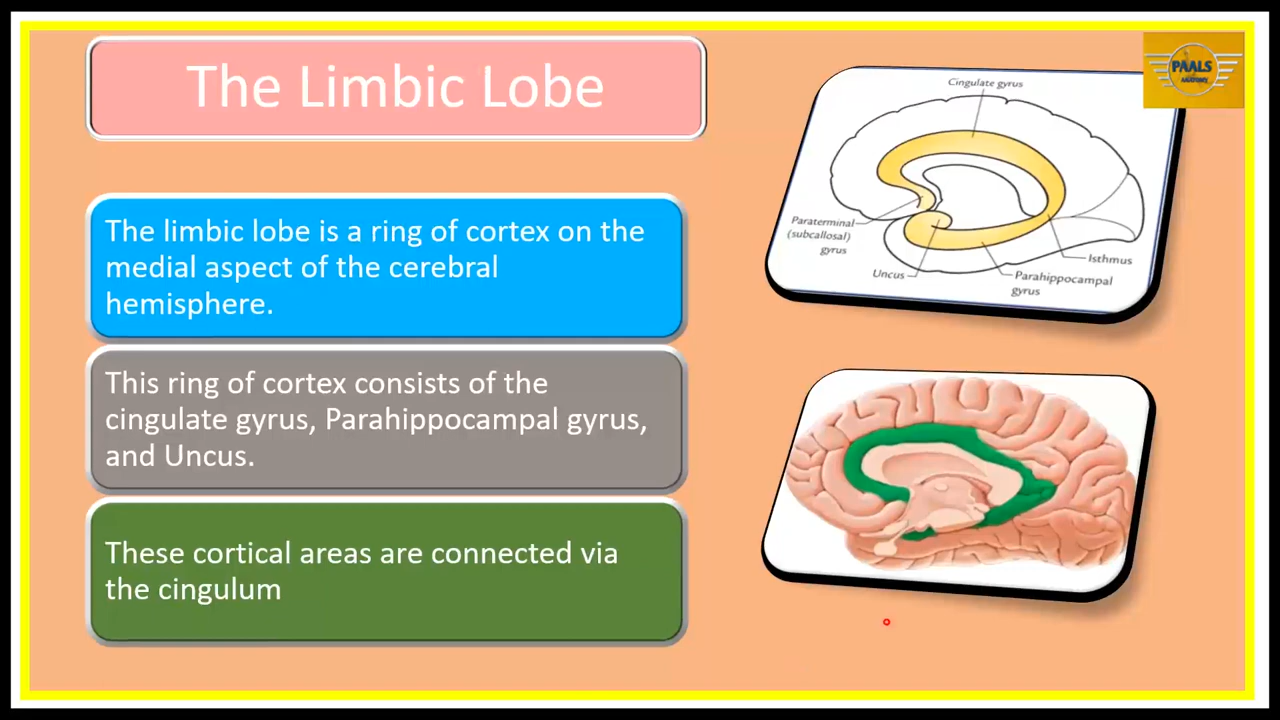 The Limbic Lobe
PAALS
ANATOMY
The limbic lobe is a ring of cortex on the
medial aspect of the cerebral
hemisphere.
This ring of cortex consists of the
cingulate gyrus, Parahippocampal gyrus,
and Uncus.
These cortical areas are connected via
the cingulum
Cingulate gyrus
Paraterminal
(subcallosal)
gyrus
Uncus
Isthmus
Parahippocampal
gyrus